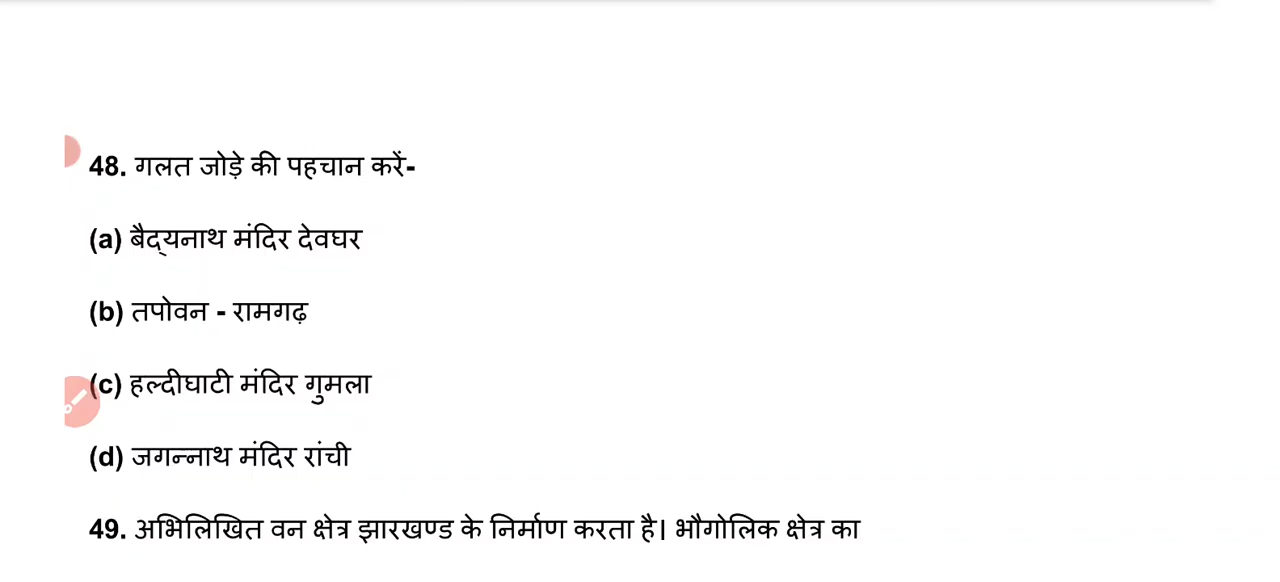 48. गलत जोड़े की पहचान करें-
(a) बैद्यनाथ मंदिर देवघर
(b) तपोवन - रामगढ़
(c) हल्दीघाटी मंदिर गुमला
(d) जगन्नाथ मंदिर रांची
49. अभिलिखित वन क्षेत्र झारखण्ड के निर्माण करता है। भौगोलिक क्षेत्र का